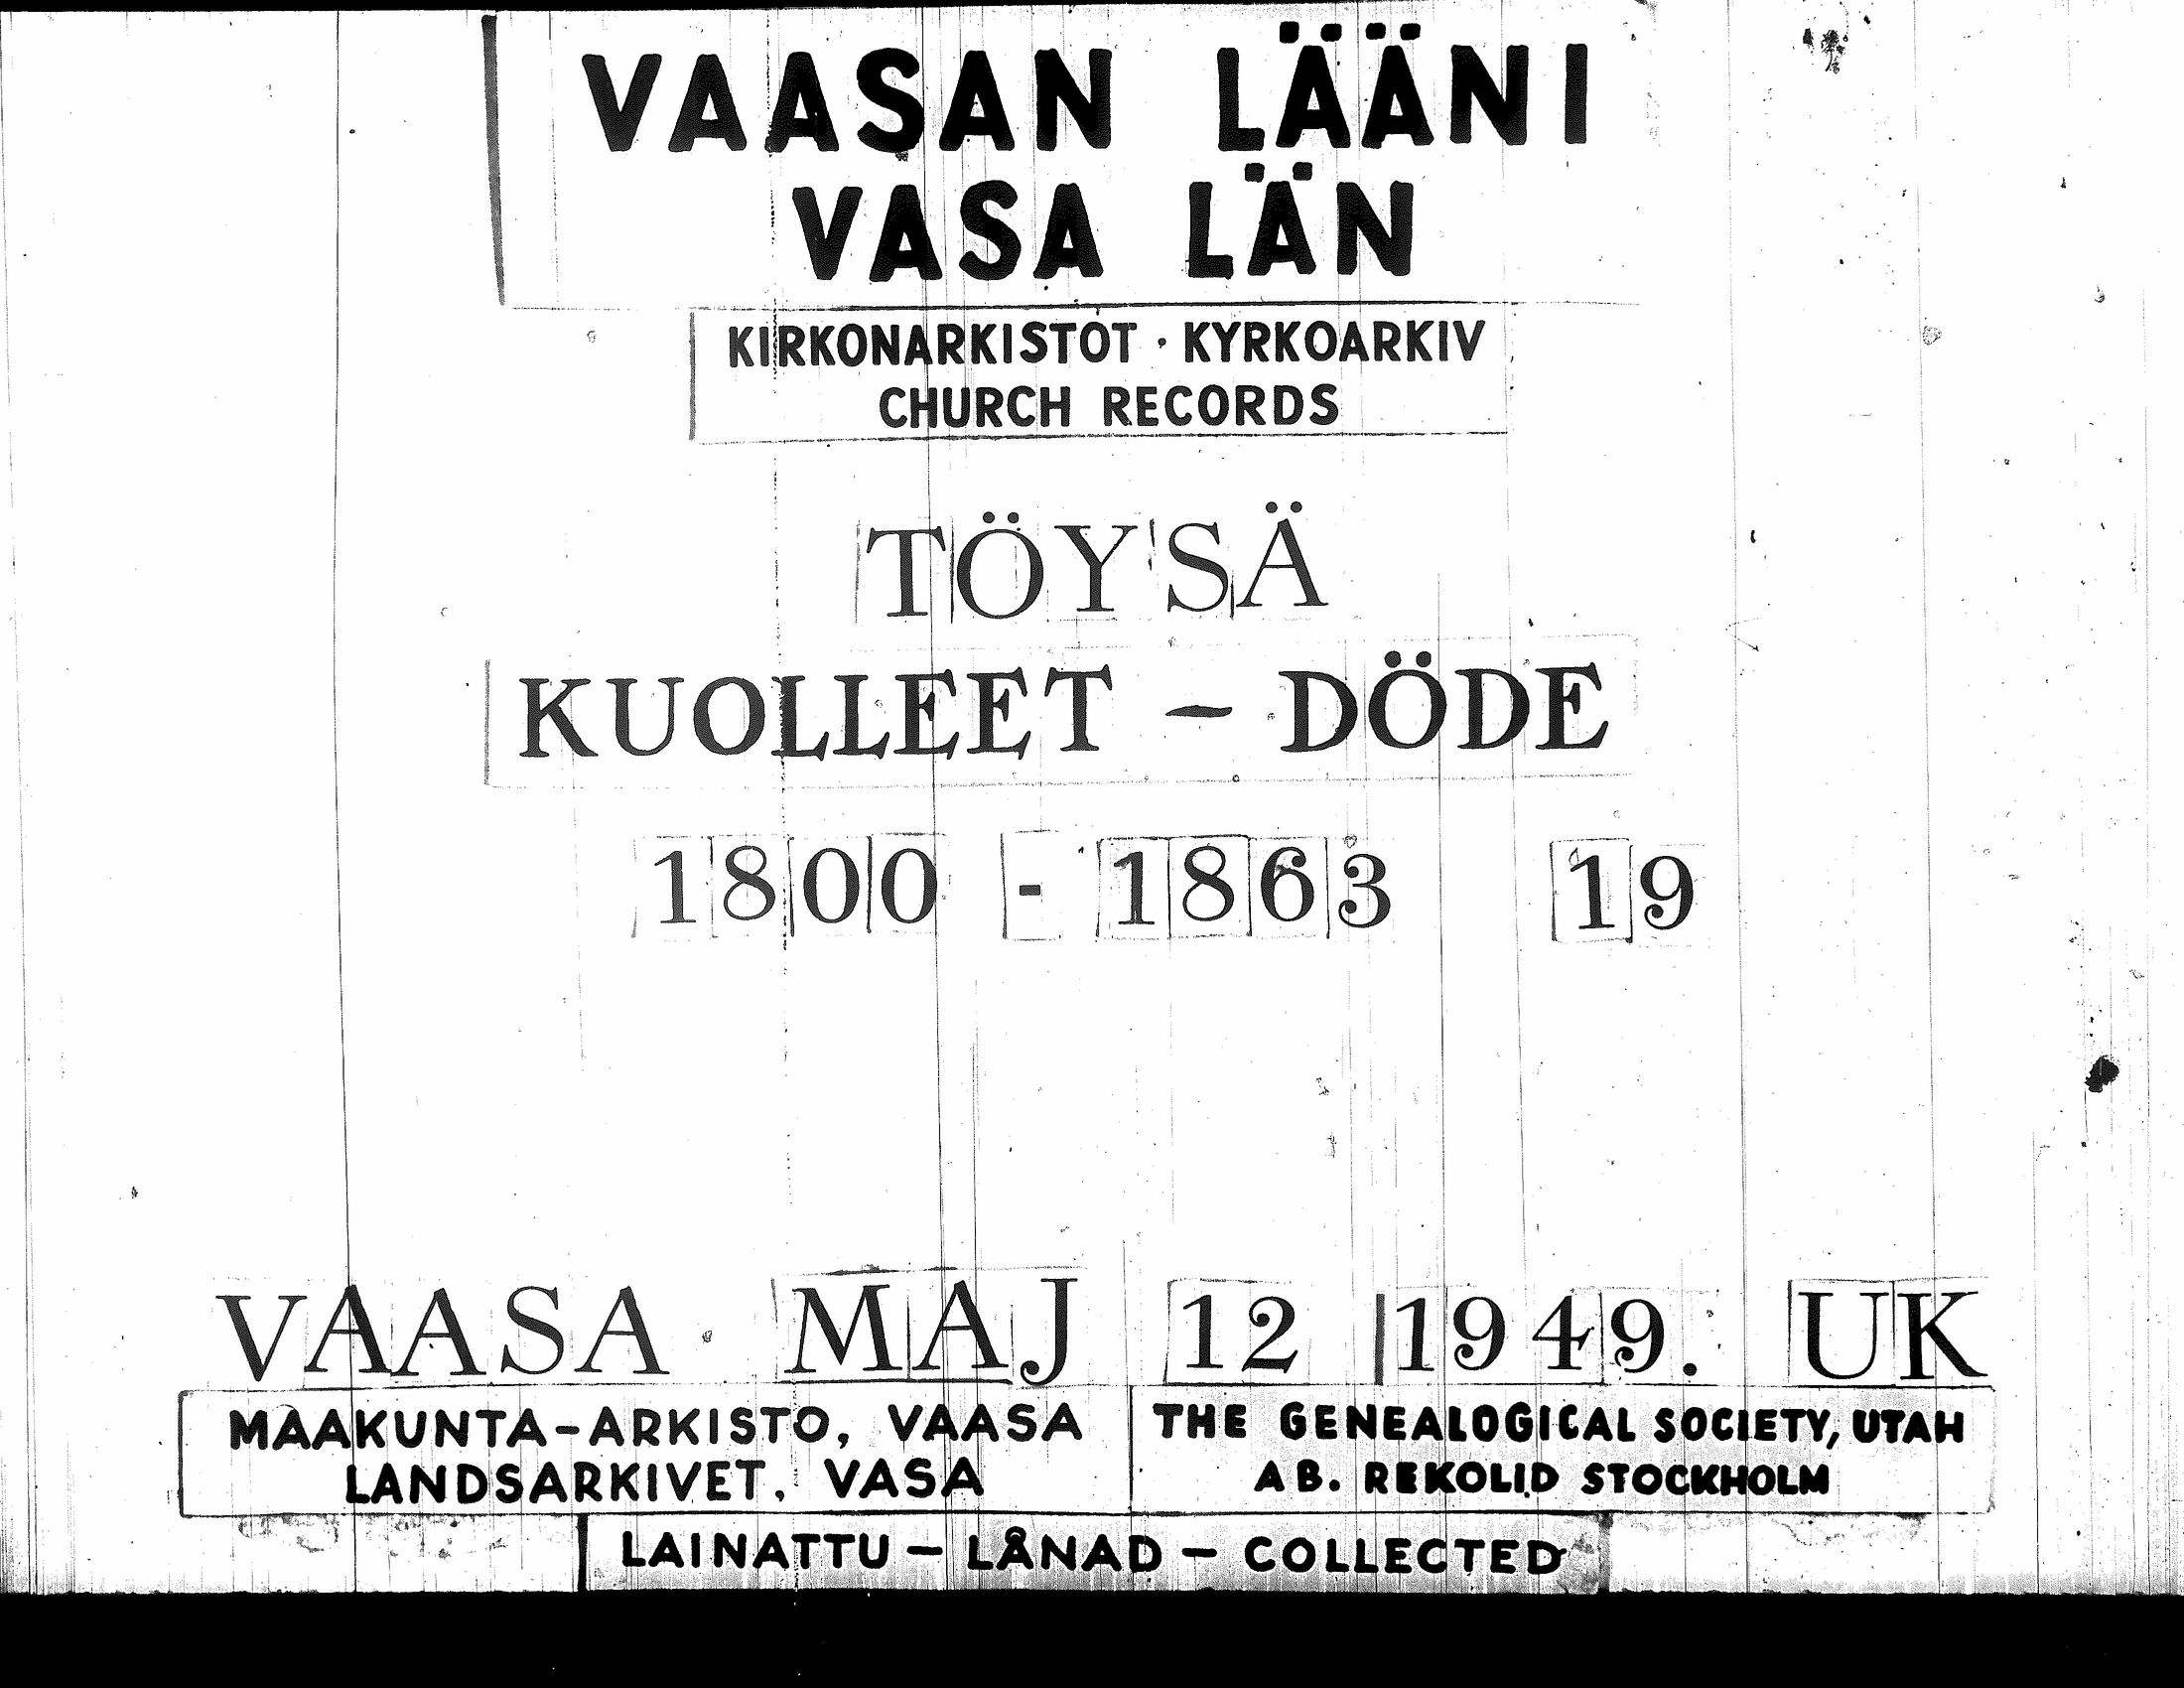 VAASAN LÄÄNI
VASA LÄN
KIRKONARKISTOT · KYRKOARKIV
CHURCH RECORDS
TÖYSÄ
KUOLLEET – DÖDE
1800 - 1863 19
VAASA MAJ 12 1949. UK
MAAKUNTA-ARKISTO, VAASA
LANDSARKIVET, VASA
THE GENEALOGICAL SOCIETY, UTAH
AB. REKOLID STOCKHOLM
LAINATTU – LÅNAD – COLLECTED